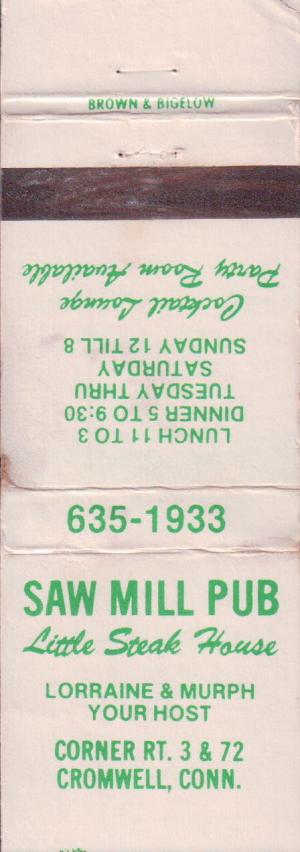 BROWN & BIGELOW
LUNCH 11 TO 3
DINNER 5 TO 9:30
TUESDAY THRU
SATURDAY
SUNDAY 12 TILL 8
Cocktail Lounge
Party Room Available
635-1933
SAW MILL PUB
Little Steak House
LORRAINE & MURPH
YOUR HOST
CORNER RT. 3 & 72
CROMWELL, CONN.